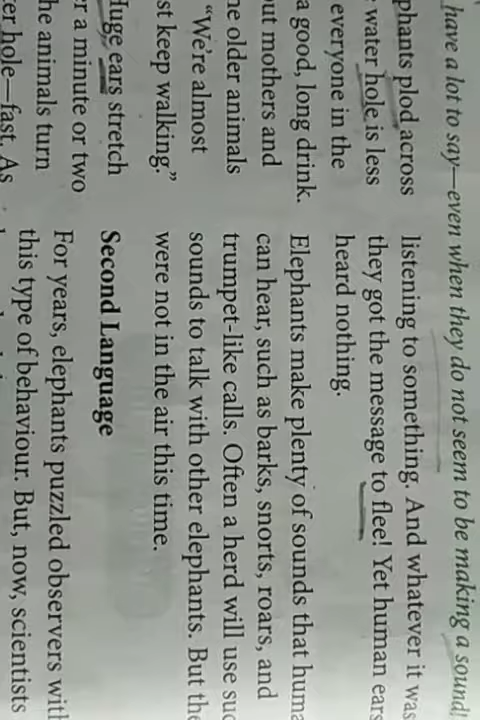 have a lot to say—even when they do not seem to be making a sound!
phants plod across
water hole is less
everyone in the
a good, long drink.
ut mothers and
he older animals
"We're almost
st keep walking."
Huge ears stretch
er a minute or two
he animals turn
ter hole—fast. As
listening to something. And whatever it was
they got the message to flee! Yet human ears
heard nothing.
Elephants make plenty of sounds that huma
can hear, such as barks, snorts, roars, and
trumpet-like calls. Often a herd will use suc
sounds to talk with other elephants. But the
were not in the air this time.
Second Language
For years, elephants puzzled observers with
this type of behaviour. But, now, scientists